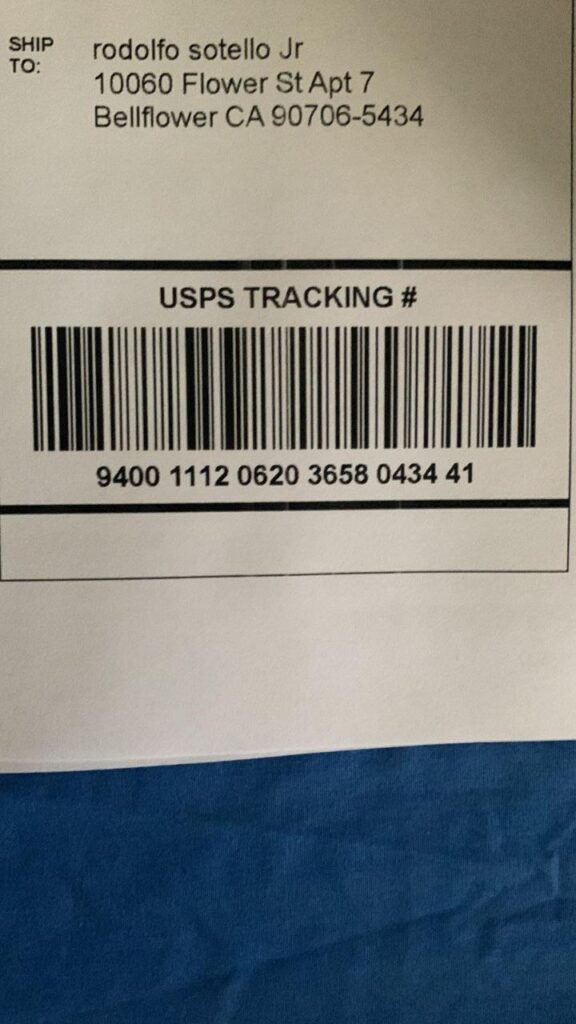 SHIP
TO:
rodolfo sotello Jr
10060 Flower St Apt 7
Bellflower CA 90706-5434
USPS TRACKING #
9400 1112 0620 3658 0434 41